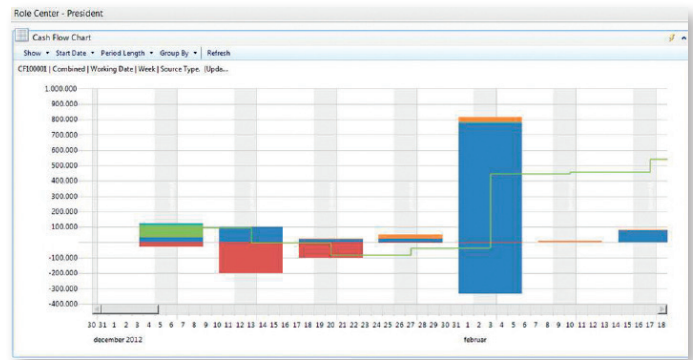 Role Center - President
Cash Flow Chart
Show Start Date Period Length Group By Refresh
CF100001 | Combined | Working Date | Week | Source Type. |Upda...
1.000.000
900.000
800.000
700.000
600.000
500.000
400.000
300.000
200.000
100.000
-100.000
-200.000
-300.000
-400.000
30 31 1 2 3 4 5 6 7 8 9 10 11 12 13 14 15 16 17 18 19 20 21 22 23 24 25 26 27 28 29 30 31 1 2 3 4 5 6 7 8 9 10 11 12 13 14 15 16 17 18
december 2012 februar